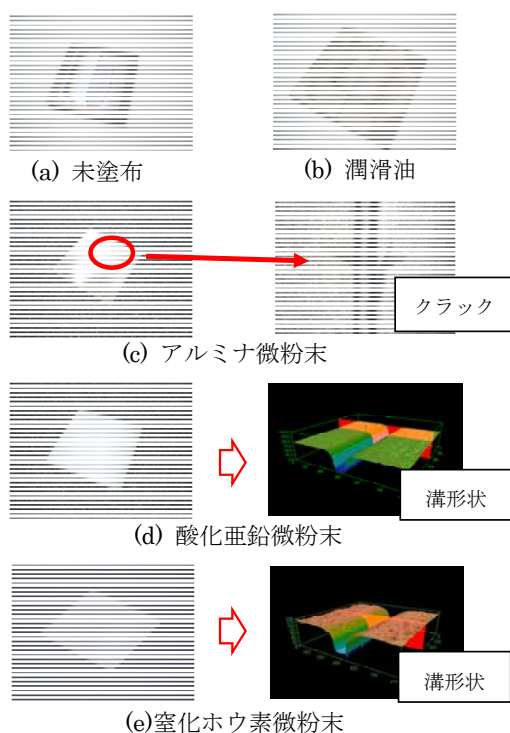 (a) 未塗布
(b) 潤滑油
クラック
(c) アルミナ微粉末
溝形状
(d) 酸化亜鉛微粉末
溝形状
(e)窒化ホウ素微粉末